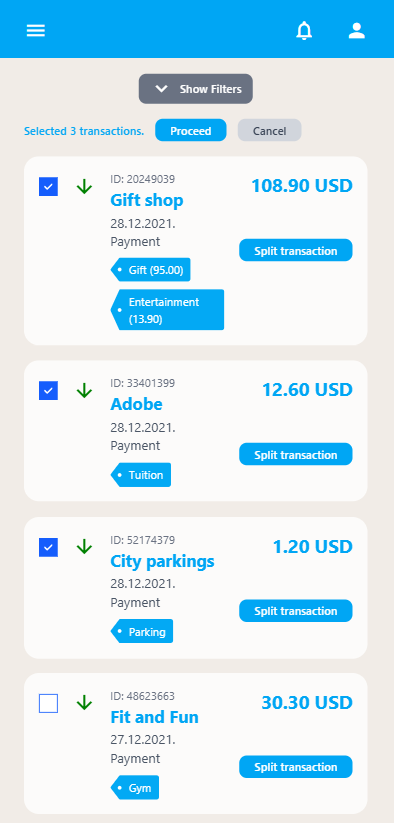 Show Filters
Selected 3 transactions. Proceed Cancel
ID: 20249039
Gift shop 108.90 USD
28.12.2021.
Payment
Split transaction
Gift (95.00)
Entertainment
(13.90)
ID: 33401399
Adobe 12.60 USD
28.12.2021.
Payment
Split transaction
Tuition
ID: 52174379
City parkings 1.20 USD
28.12.2021.
Payment
Split transaction
Parking
ID: 48623663
Fit and Fun 30.30 USD
27.12.2021.
Payment
Split transaction
Gym